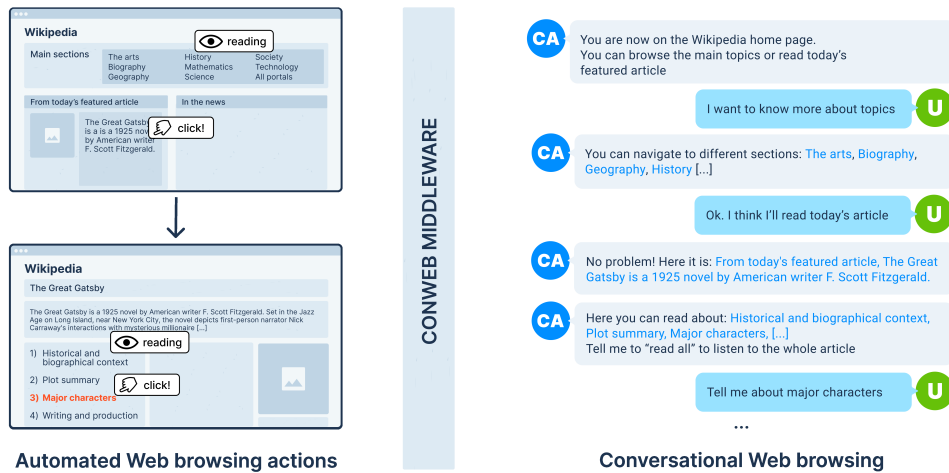 Wikipedia
reading
Main sections
The arts
History
Society
Biography
Mathematics
Technology
Geography
Science
All portals
From today's featured article
In the news
The Great Gatsby
is a is a 1925 novel
click!
by American writer
F. Scott Fitzgerald.
Wikipedia
The Great Gatsby
The Great Gatsby is a 1925 novel by American writer F. Scott Fitzgerald. Set in the Jazz
Age on Long Island, near New York City, the novel depicts first-person narrator Nick
Carraway's interactions with mysterious millionaire [...]
reading
1) Historical and
biographical context
2) Plot summary
click!
3) Major characters
4) Writing and production
Automated Web browsing actions
CONWEB MIDDLEWARE
CA
You are now on the Wikipedia home page.
You can browse the main topics or read today's
featured article
I want to know more about topics
U
CA
You can navigate to different sections: The arts, Biography,
Geography, History [...]
Ok. I think I'll read today's article
U
CA
No problem! Here it is: From today's featured article, The Great
Gatsby is a 1925 novel by American writer F. Scott Fitzgerald.
CA
Here you can read about: Historical and biographical context,
Plot summary, Major characters, [...]
Tell me to "read all" to listen to the whole article
Tell me about major characters
U
...
Conversational Web browsing